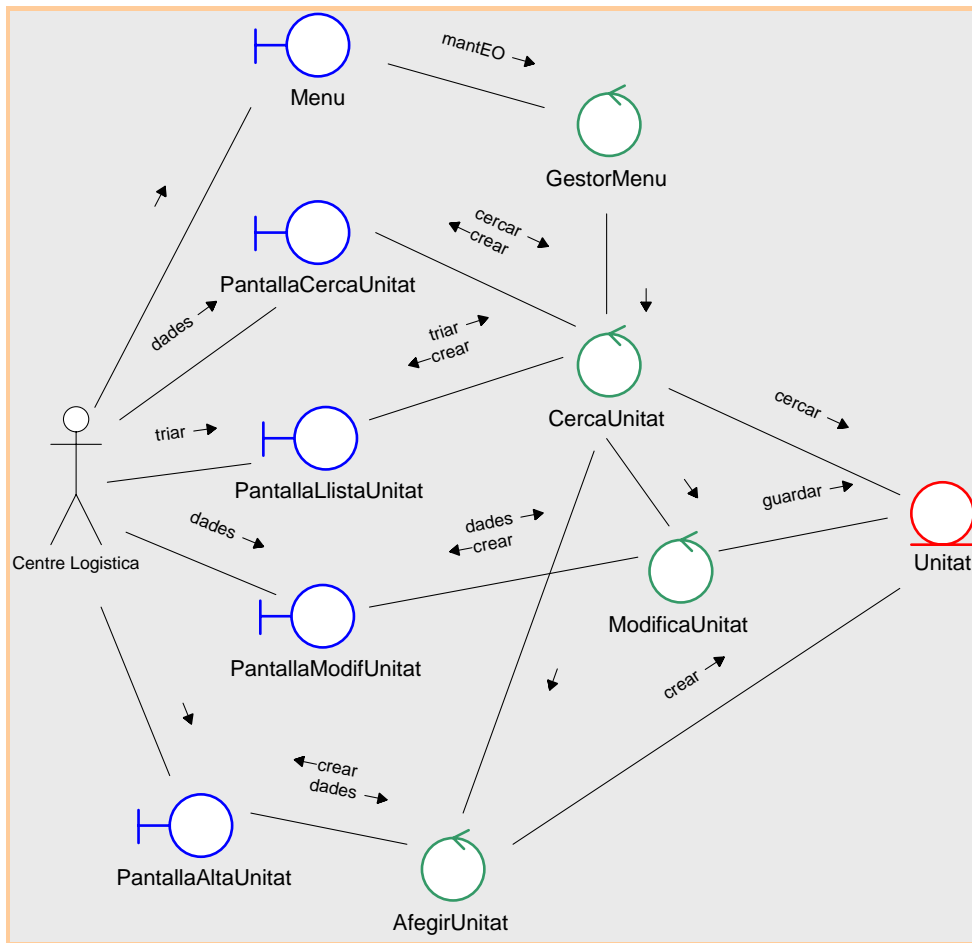 mantEO
Menu
GestorMenu
cercar
crear
PantallaCercaUnitat
dades
triar
crear
CercaUnitat
cercar
triar
PantallaLlistaUnitat
guardar
dades
dades
crear
Centre Logistica
Unitat
ModificaUnitat
PantallaModifUnitat
crear
crear
dades
PantallaAltaUnitat
AfegirUnitat